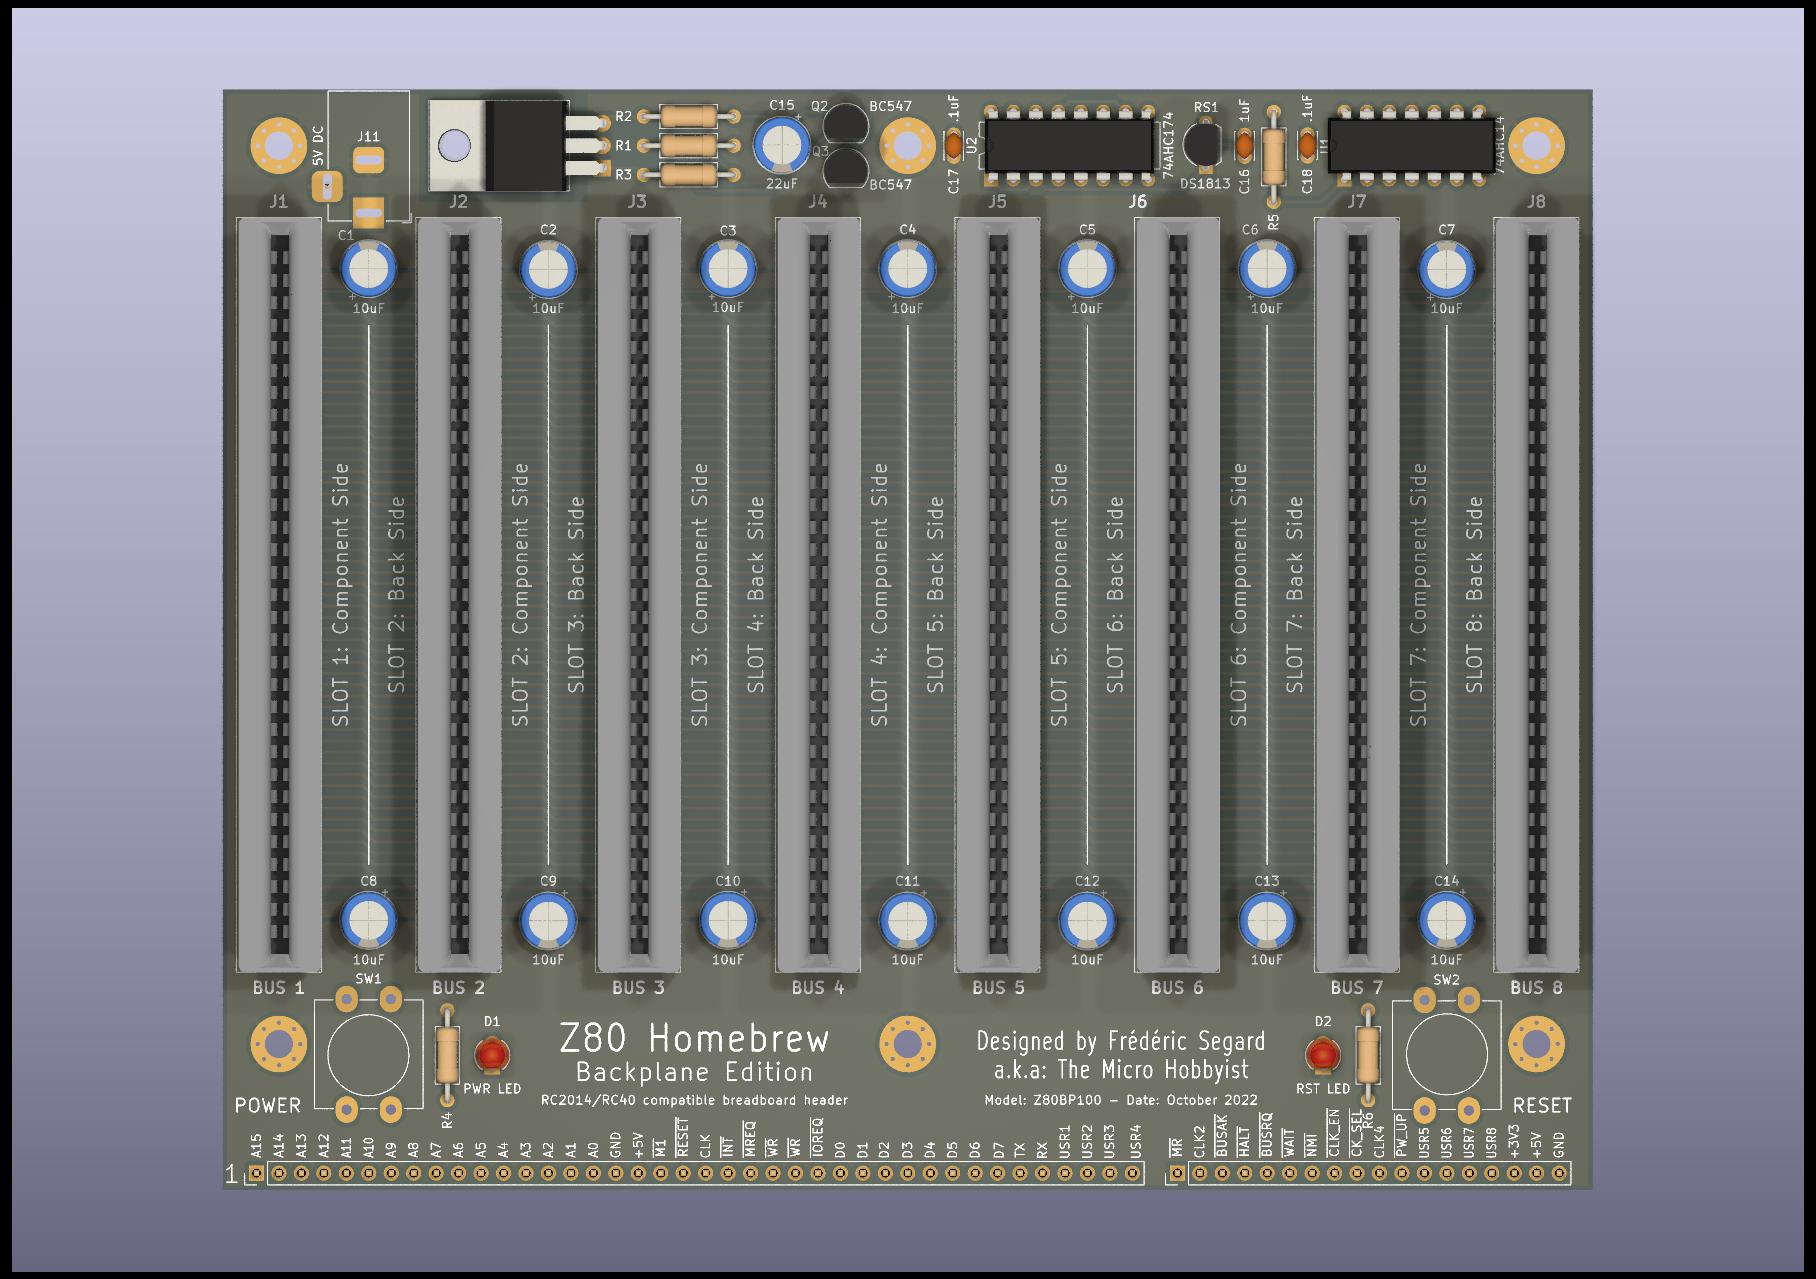 J11
5V DC
R2
R1
R3
C15
22uF
Q2
BC547
Q3
BC547
.1uF
C17
U2
74AHC174
RS1
DS1813
.1uF
C16
R5
.1uF
C18
U1
74AHC14
J1
J2
J3
J4
J5
J6
J7
J8
C1
10uF
C2
10uF
C3
10uF
C4
10uF
C5
10uF
C6
10uF
C7
10uF
SLOT 1: Component Side
SLOT 2: Back Side
SLOT 2: Component Side
SLOT 3: Back Side
SLOT 3: Component Side
SLOT 4: Back Side
SLOT 4: Component Side
SLOT 5: Back Side
SLOT 5: Component Side
SLOT 6: Back Side
SLOT 6: Component Side
SLOT 7: Back Side
SLOT 7: Component Side
SLOT 8: Back Side
C8
10uF
C9
10uF
C10
10uF
C11
10uF
C12
10uF
C13
10uF
C14
10uF
BUS 1
BUS 2
BUS 3
BUS 4
BUS 5
BUS 6
BUS 7
BUS 8
SW1
POWER
R4
D1
PWR LED
Z80 Homebrew
Backplane Edition
RC2014/RC40 compatible breadboard header
Designed by Frédéric Segard
a.k.a: The Micro Hobbyist
Model: Z80BP100 – Date: October 2022
D2
RST LED
R6
SW2
RESET
1
A15
A14
A13
A12
A11
A10
A9
A8
A7
A6
A5
A4
A3
A2
A1
A0
GND
+5V
M1
RESET
CLK
INT
MREQ
WR
WR
IOREQ
D0
D1
D2
D3
D4
D5
D6
D7
TX
RX
USR1
USR2
USR3
USR4
MR
CLK2
BUSAK
HALT
BUSRQ
WAIT
NMI
CLK_EN
CK_SEL
CLK4
PW_UP
USR5
USR6
USR7
USR8
+3V3
+5V
GND